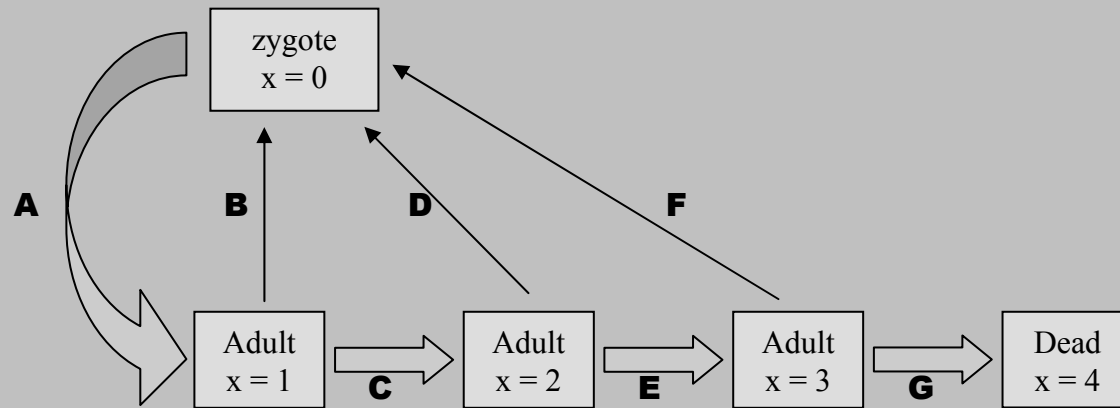 zygote
x = 0
A
B
D
F
Adult
x = 1
C
Adult
x = 2
E
Adult
x = 3
G
Dead
x = 4